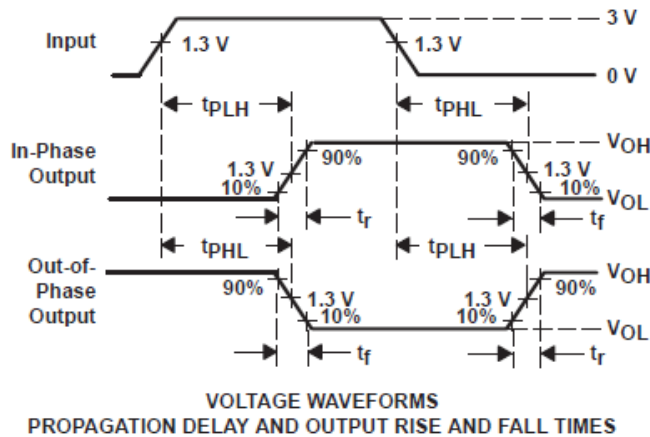 3 V
Input
1.3 V
1.3 V
0 V
tPLH
tPHL
In-Phase
Output
VOH
90%
90%
1.3 V
1.3 V
10%
10%
VOL
tr
tf
tPHL
tPLH
Out-of-
Phase
Output
VOH
90%
90%
1.3 V
1.3 V
10%
10%
VOL
tf
tr
VOLTAGE WAVEFORMS
PROPAGATION DELAY AND OUTPUT RISE AND FALL TIMES